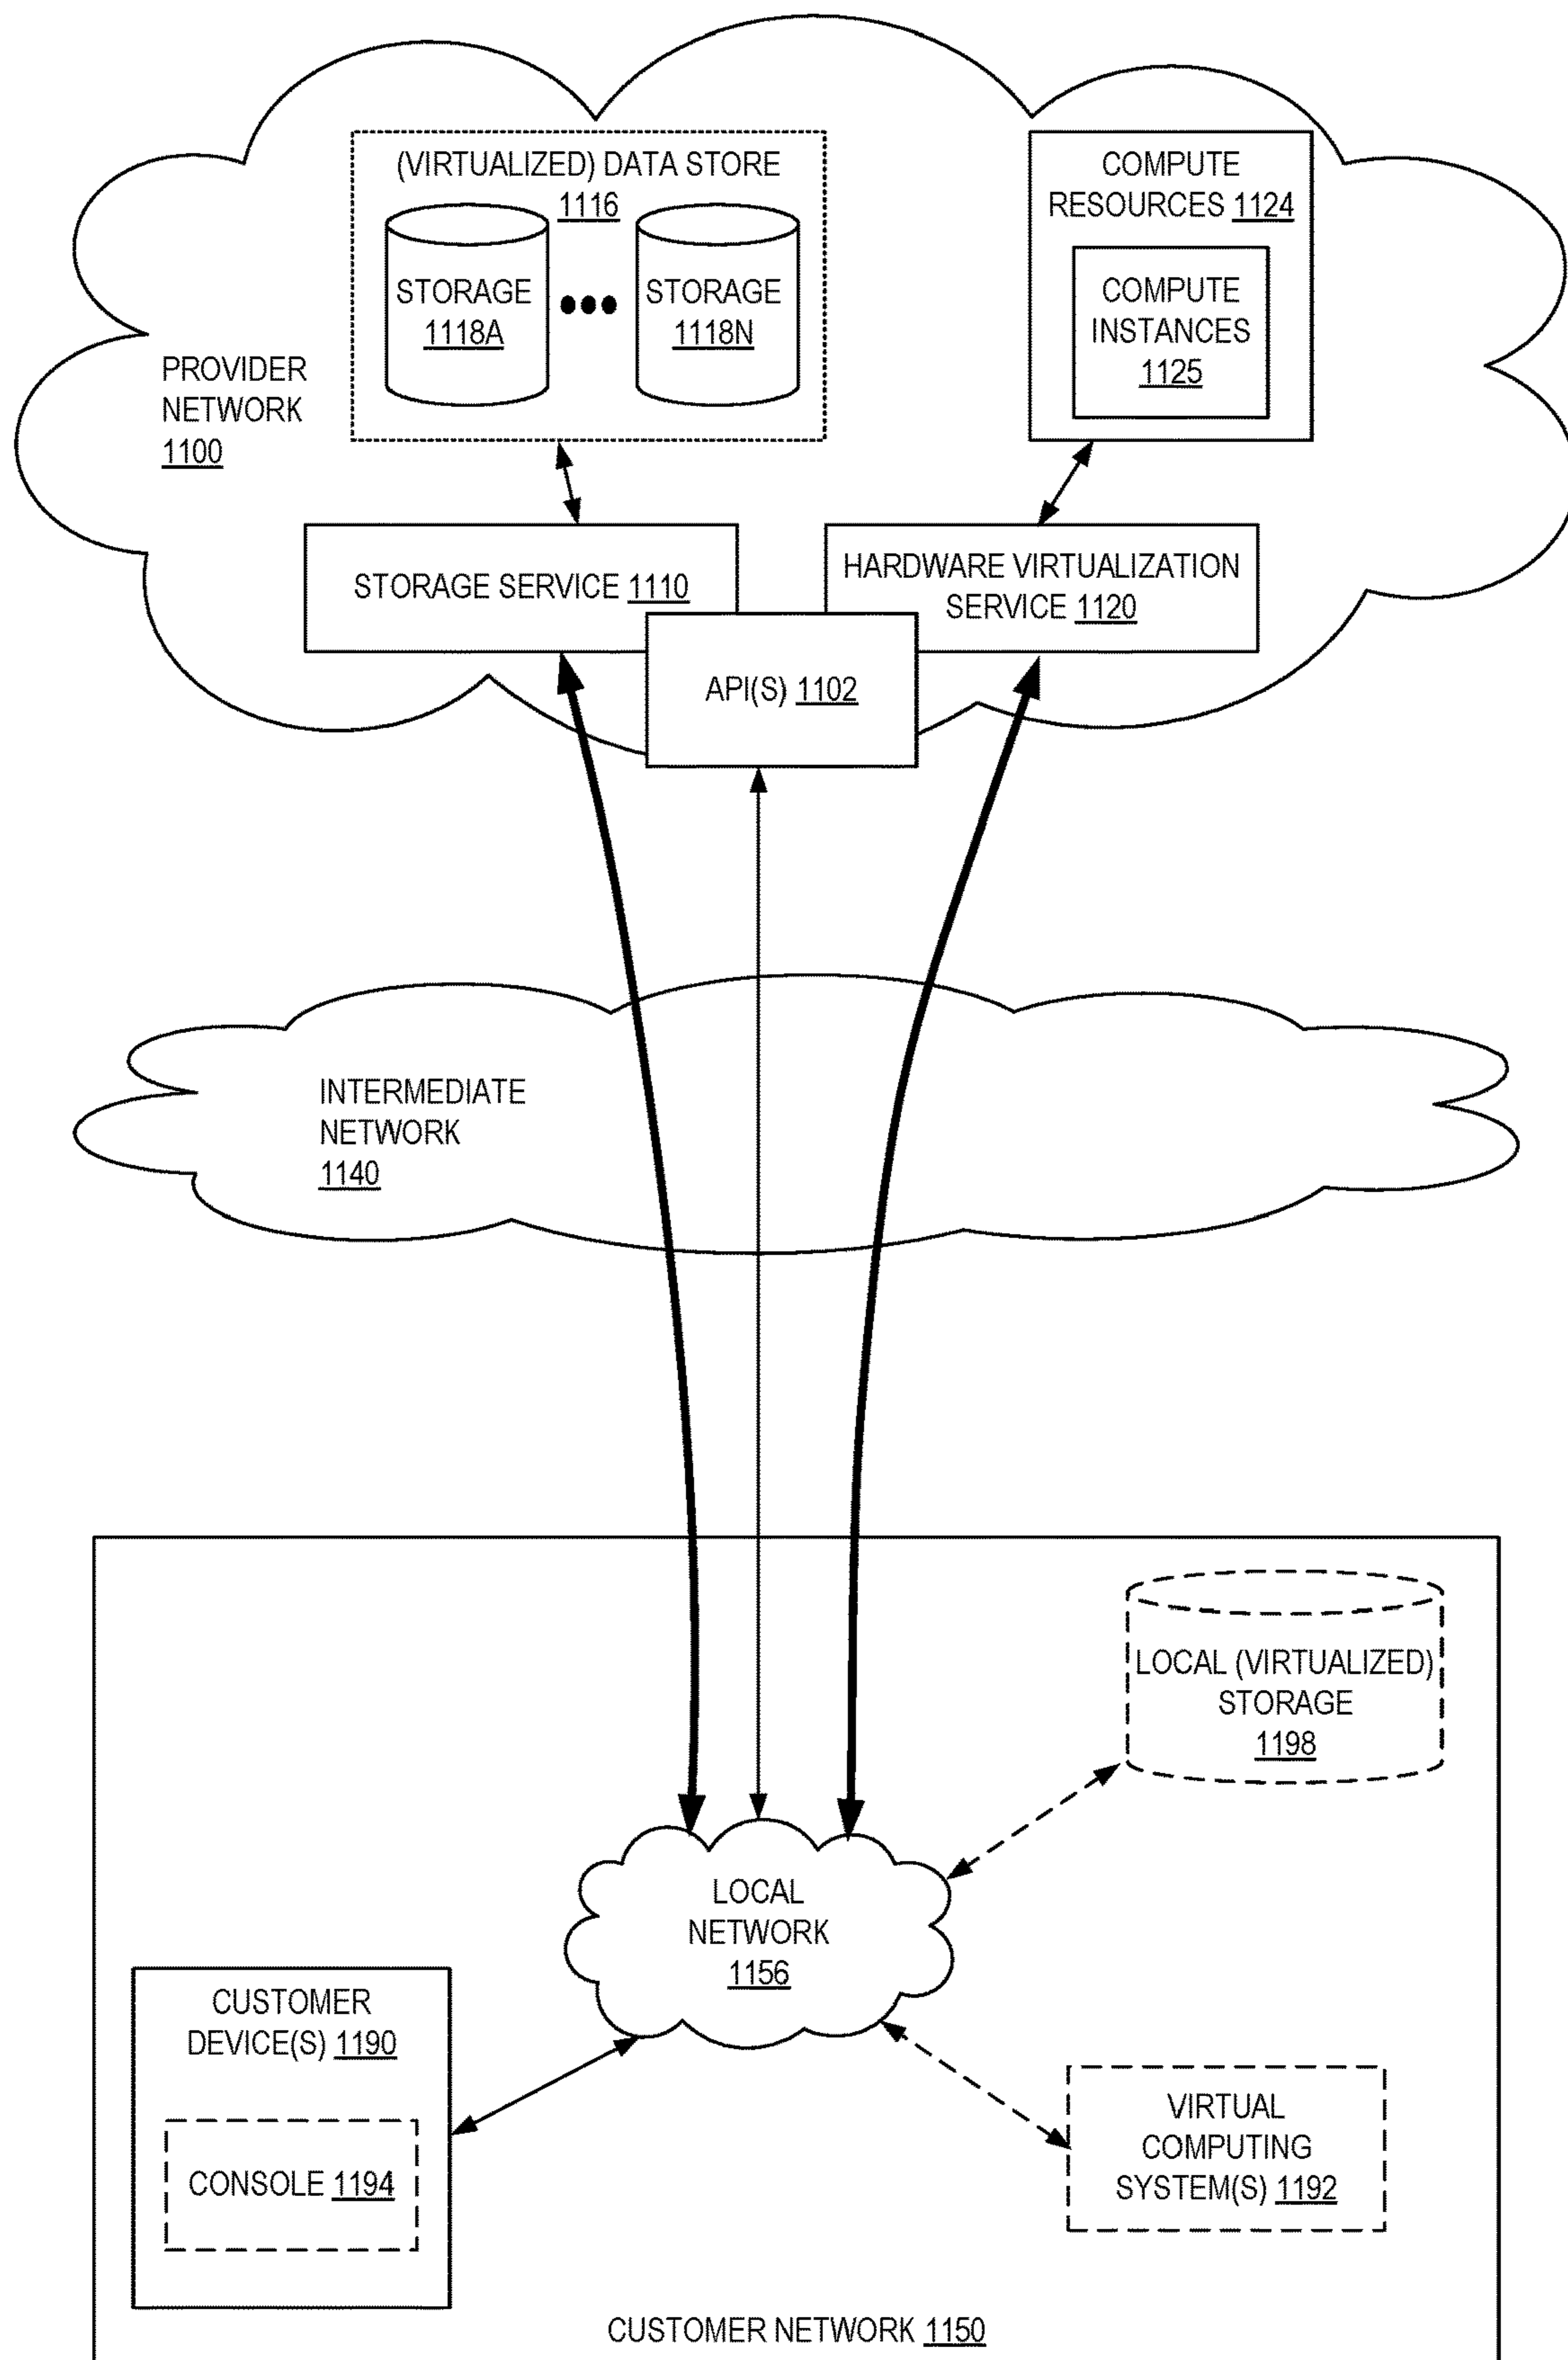 (VIRTUALIZED) DATA STORE
1116
STORAGE
1118A
STORAGE
1118N
COMPUTE
RESOURCES 1124
COMPUTE
INSTANCES
1125
PROVIDER
NETWORK
1100
STORAGE SERVICE 1110
HARDWARE VIRTUALIZATION
SERVICE 1120
API(S) 1102
INTERMEDIATE
NETWORK
1140
LOCAL (VIRTUALIZED)
STORAGE
1198
LOCAL
NETWORK
1156
CUSTOMER
DEVICE(S) 1190
CONSOLE 1194
VIRTUAL
COMPUTING
SYSTEM(S) 1192
CUSTOMER NETWORK 1150